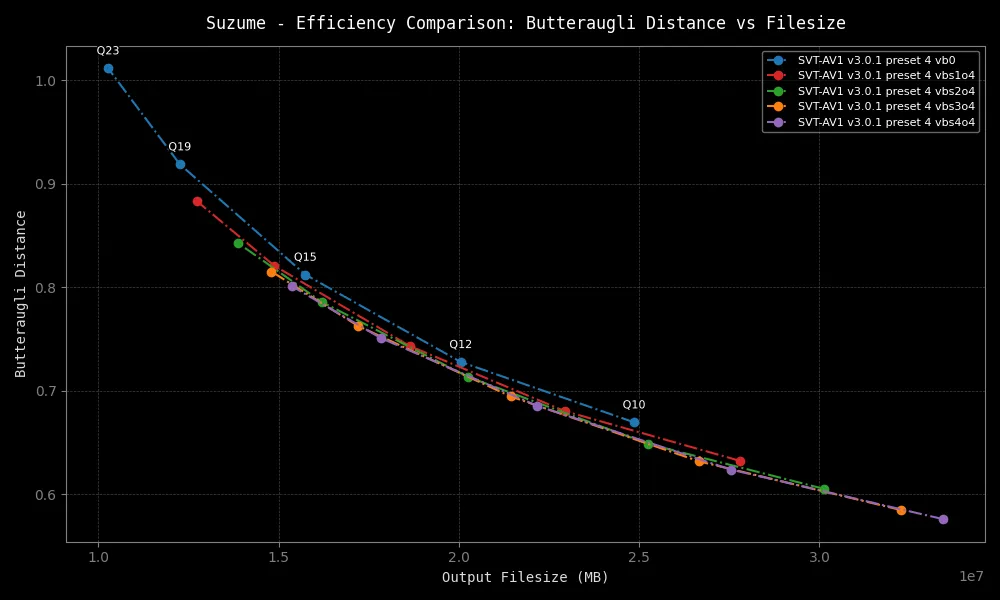 Suzume - Efficiency Comparison: Butteraugli Distance vs Filesize
Q23
SVT-AV1 v3.0.1 preset 4 vb0
SVT-AV1 v3.0.1 preset 4 vbs1o4
SVT-AV1 v3.0.1 preset 4 vbs2o4
SVT-AV1 v3.0.1 preset 4 vbs3o4
SVT-AV1 v3.0.1 preset 4 vbs4o4
1.0
Q19
0.9
Q15
0.8
Q12
0.7
Q10
0.6
Butteraugli Distance
1.0
1.5
2.0
2.5
3.0
1e7
Output Filesize (MB)